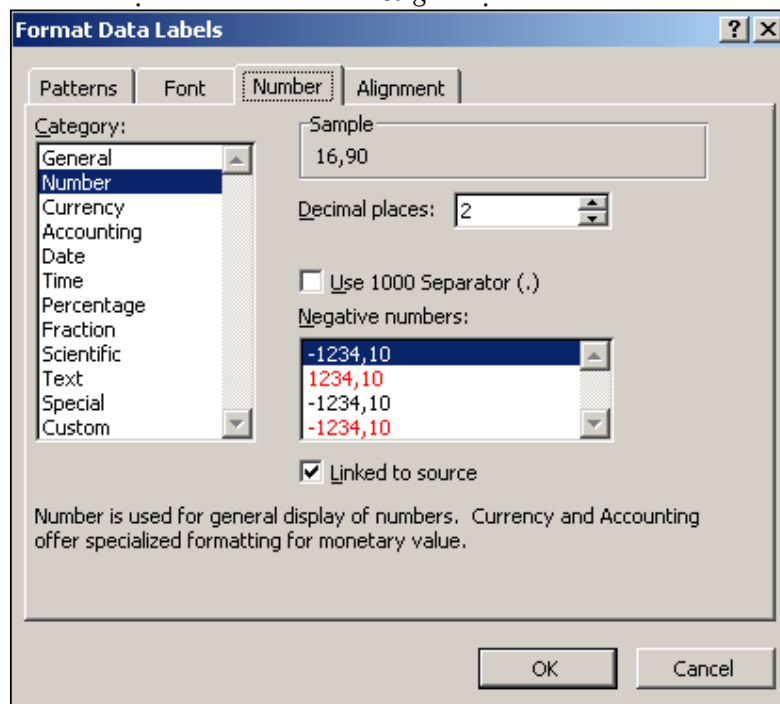 Format Data Labels
Patterns Font Number Alignment
Category:
General
Number
Currency
Accounting
Date
Time
Percentage
Fraction
Scientific
Text
Special
Custom
Sample
16,90
Decimal places: 2
Use 1000 Separator (.)
Negative numbers:
-1234,10
1234,10
-1234,10
-1234,10
Linked to source
Number is used for general display of numbers. Currency and Accounting
offer specialized formatting for monetary value.
OK Cancel